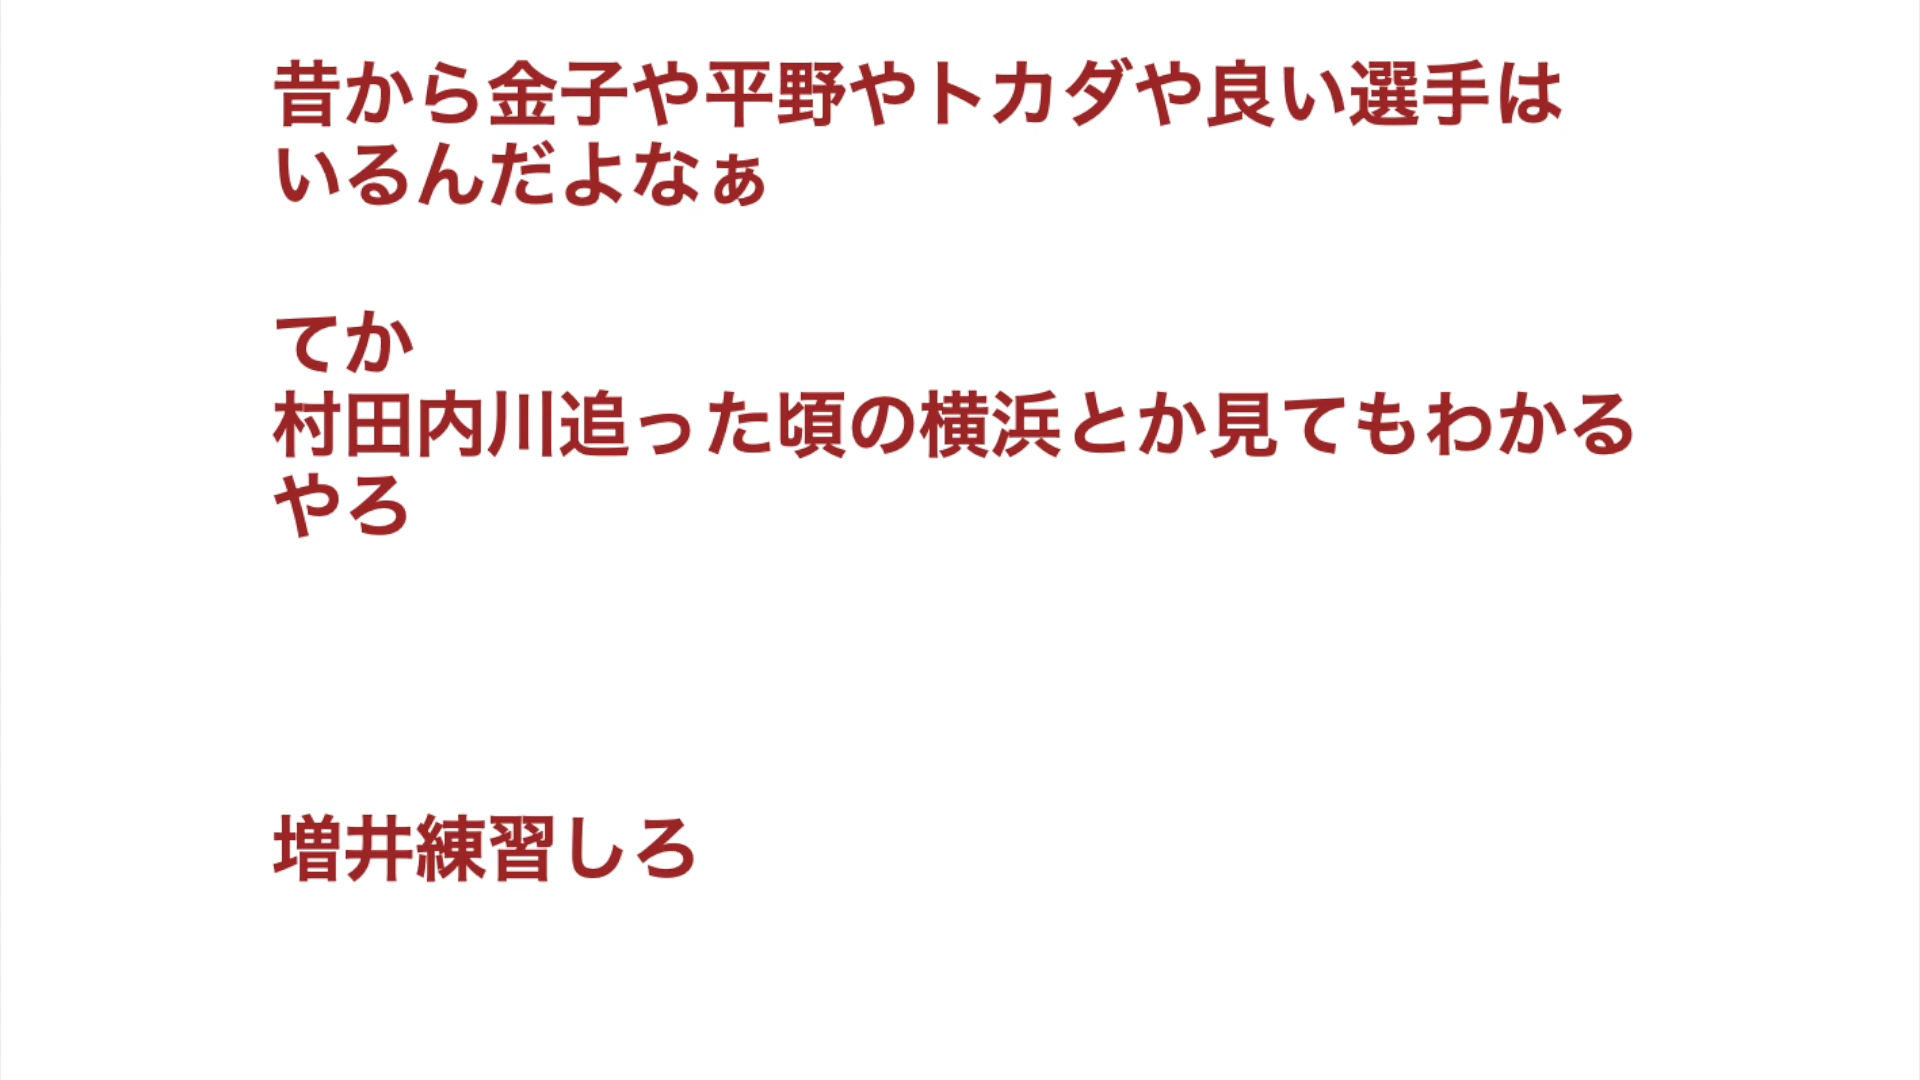 昔から金子や平野やトカダや良い選手は
いるんだよなぁ
てか
村田内川追った頃の横浜とか見てもわかる
やろ
増井練習しろ